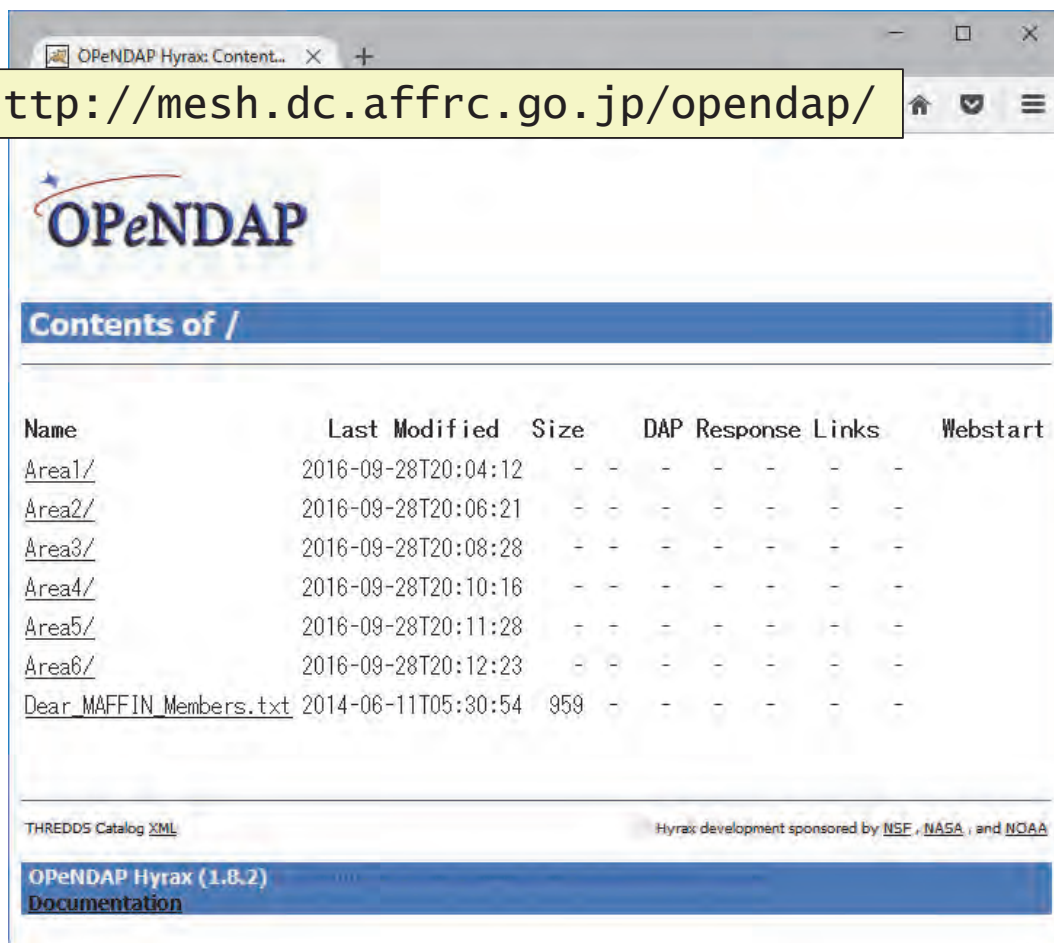 OPeNDAP Hyrax: Content...
ttp://mesh.dc.affrc.go.jp/opendap/
OPeNDAP
Contents of /
Name Last Modified Size DAP Response Links Webstart
Area1/ 2016-09-28T20:04:12 - - - - - - -
Area2/ 2016-09-28T20:06:21 - - - - - - -
Area3/ 2016-09-28T20:08:28 - - - - - - -
Area4/ 2016-09-28T20:10:16 - - - - - - -
Area5/ 2016-09-28T20:11:28 - - - - - - -
Area6/ 2016-09-28T20:12:23 - - - - - - -
Dear_MAFFIN_Members.txt 2014-06-11T05:30:54 959 - - - - - -
THREDDS Catalog XML Hyrax development sponsored by NSF , NASA , and NOAA
OPeNDAP Hyrax (1.8.2)
Documentation